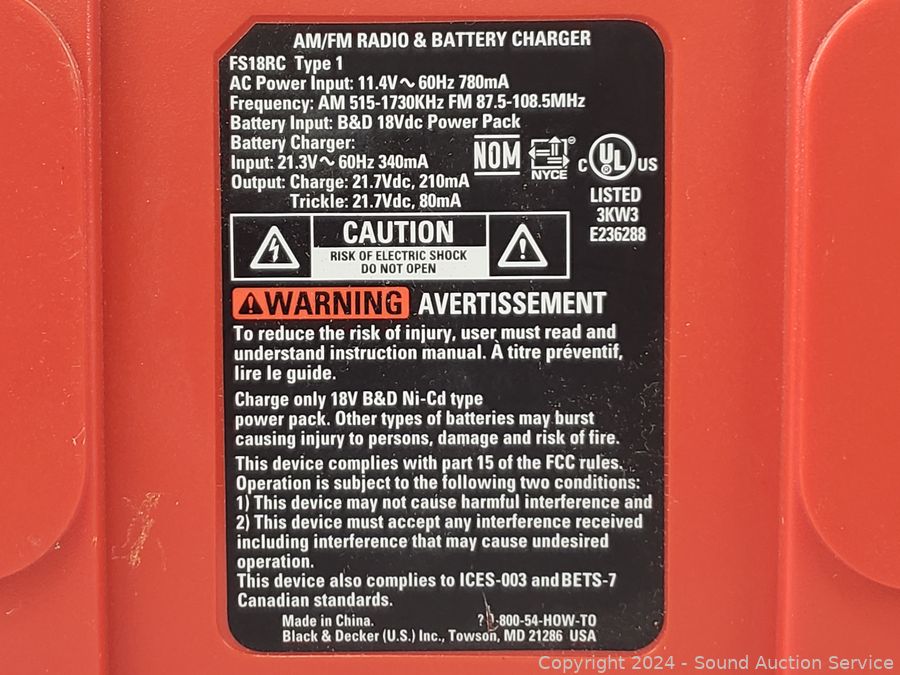 AM/FM RADIO & BATTERY CHARGER
FS18RC Type 1
AC Power Input: 11.4V～ 60Hz 780mA
Frequency: AM 515-1730KHz FM 87.5-108.5MHz
Battery Input: B&D 18Vdc Power Pack
Battery Charger:
Input: 21.3V～ 60Hz 340mA
Output: Charge: 21.7Vdc, 210mA
Trickle: 21.7Vdc, 80mA
NOM
NYCE
C UL US
®
LISTED
3KW3
E236288
CAUTION
RISK OF ELECTRIC SHOCK
DO NOT OPEN
WARNING AVERTISSEMENT
To reduce the risk of injury, user must read and
understand instruction manual. À titre préventif,
lire le guide.
Charge only 18V B&D Ni-Cd type
power pack. Other types of batteries may burst
causing injury to persons, damage and risk of fire.
This device complies with part 15 of the FCC rules.
Operation is subject to the following two conditions:
1) This device may not cause harmful interference and
2) This device must accept any interference received
including interference that may cause undesired
operation.
This device also complies to ICES-003 and BETS-7
Canadian standards.
Made in China. -800-54-HOW-TO
Black & Decker (U.S.) Inc., Towson, MD 21286 USA
Copyright 2024 - Sound Auction Service